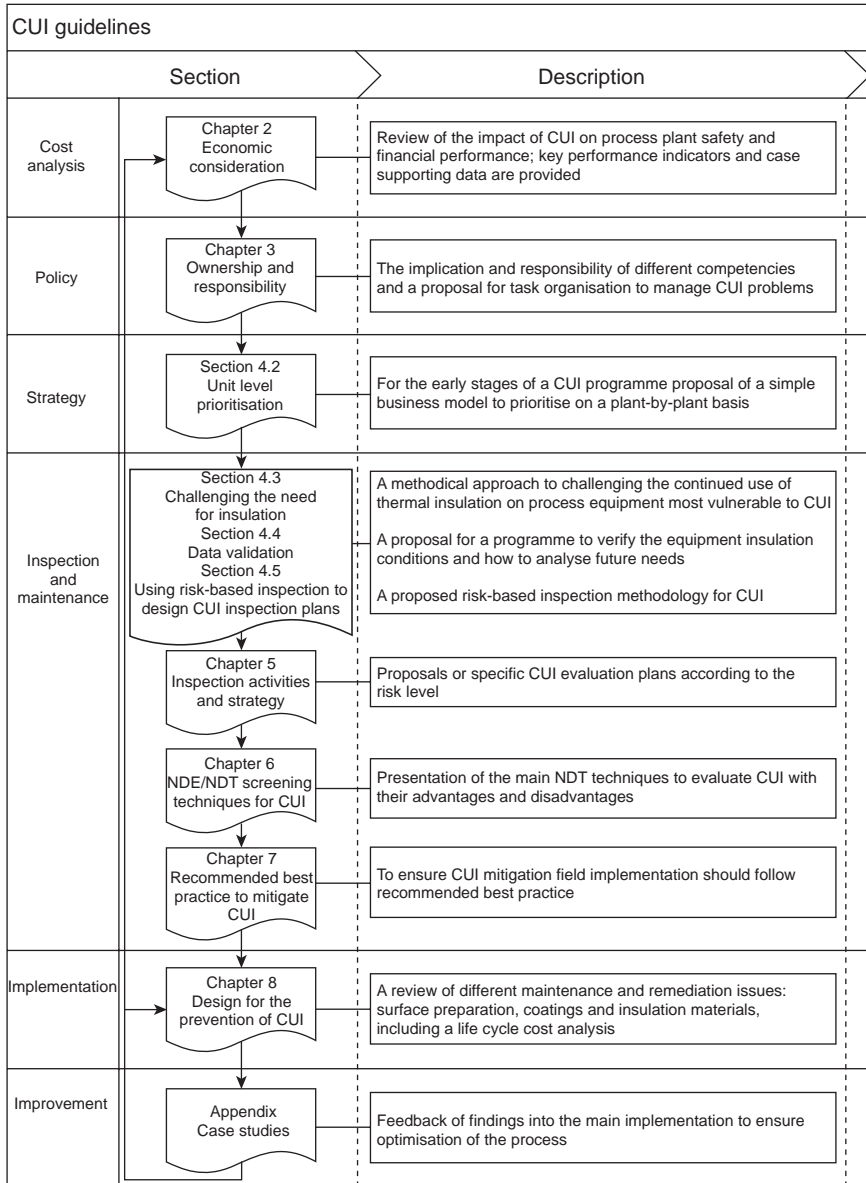 CUI guidelines
Section
Description
Cost
analysis
Chapter 2
Economic
consideration
Review of the impact of CUI on process plant safety and
financial performance; key performance indicators and case
supporting data are provided
Policy
Chapter 3
Ownership and
responsibility
The implication and responsibility of different competencies
and a proposal for task organisation to manage CUI problems
Strategy
Section 4.2
Unit level
prioritisation
For the early stages of a CUI programme proposal of a simple
business model to prioritise on a plant-by-plant basis
Inspection
and
maintenance
Section 4.3
Challenging the need
for insulation
Section 4.4
Data validation
Section 4.5
Using risk-based inspection to
design CUI inspection plans
A methodical approach to challenging the continued use of
thermal insulation on process equipment most vulnerable to CUI
A proposal for a programme to verify the equipment insulation
conditions and how to analyse future needs
A proposed risk-based inspection methodology for CUI
Chapter 5
Inspection activities
and strategy
Proposals or specific CUI evaluation plans according to the
risk level
Chapter 6
NDE/NDT screening
techniques for CUI
Presentation of the main NDT techniques to evaluate CUI with
their advantages and disadvantages
Chapter 7
Recommended best
practice to mitigate
CUI
To ensure CUI mitigation field implementation should follow
recommended best practice
Implementation
Chapter 8
Design for the
prevention of CUI
A review of different maintenance and remediation issues:
surface preparation, coatings and insulation materials,
including a life cycle cost analysis
Improvement
Appendix
Case studies
Feedback of findings into the main implementation to ensure
optimisation of the process